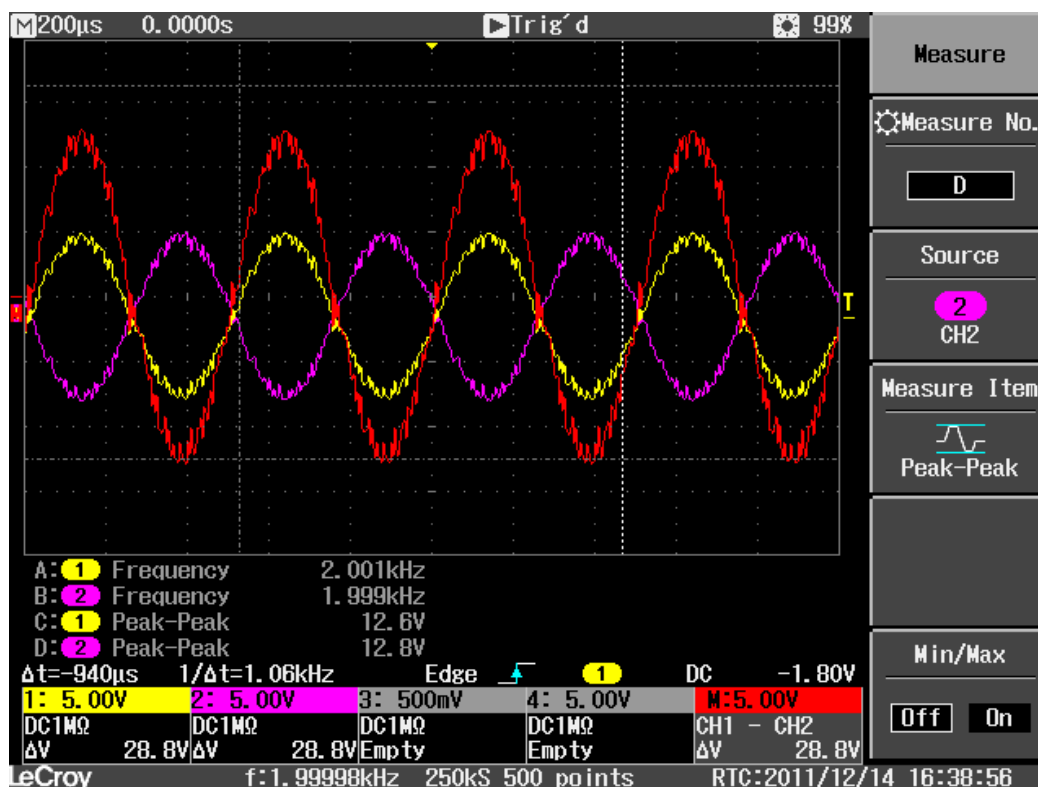 M 200µs 0.0000s Trig´d 99%
Measure
Measure No.
D
Source
2
CH2
Measure Item
Peak-Peak
T
A: 1 Frequency 2.001kHz
B: 2 Frequency 1.999kHz
C: 1 Peak-Peak 12.6V
D: 2 Peak-Peak 12.8V
Min/Max
Off On
Δt=-940µs 1/Δt=1.06kHz Edge 1 DC -1.80V
1: 5.00V 2: 5.00V 3: 500mV 4: 5.00V M:5.00V
DC1MΩ DC1MΩ DC1MΩ DC1MΩ CH1 - CH2
ΔV 28.8V ΔV 28.8V Empty Empty ΔV 28.8V
LeCroy f:1.99998kHz 250kS 500 points RTC:2011/12/14 16:38:56